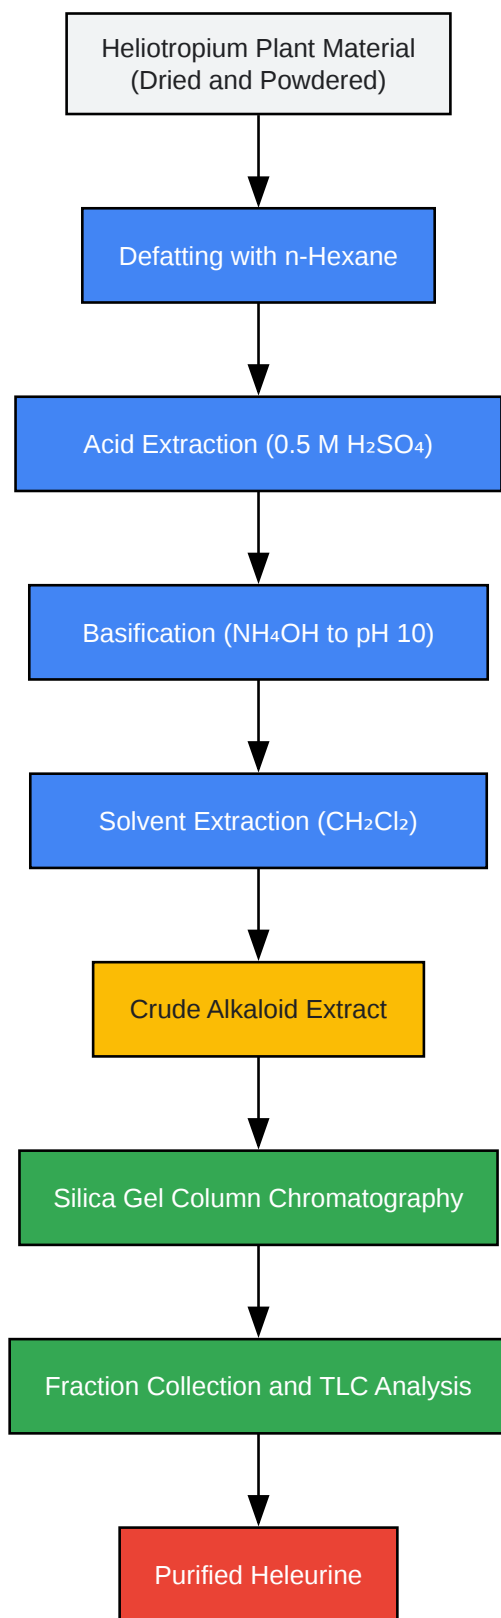 Heliotropium Plant Material
(Dried and Powdered)
Defatting with n-Hexane
Acid Extraction (0.5 M H₂SO₄)
Basification (NH₄OH to pH 10)
Solvent Extraction (CH₂Cl₂)
Crude Alkaloid Extract
Silica Gel Column Chromatography
Fraction Collection and TLC Analysis
Purified Heleurine